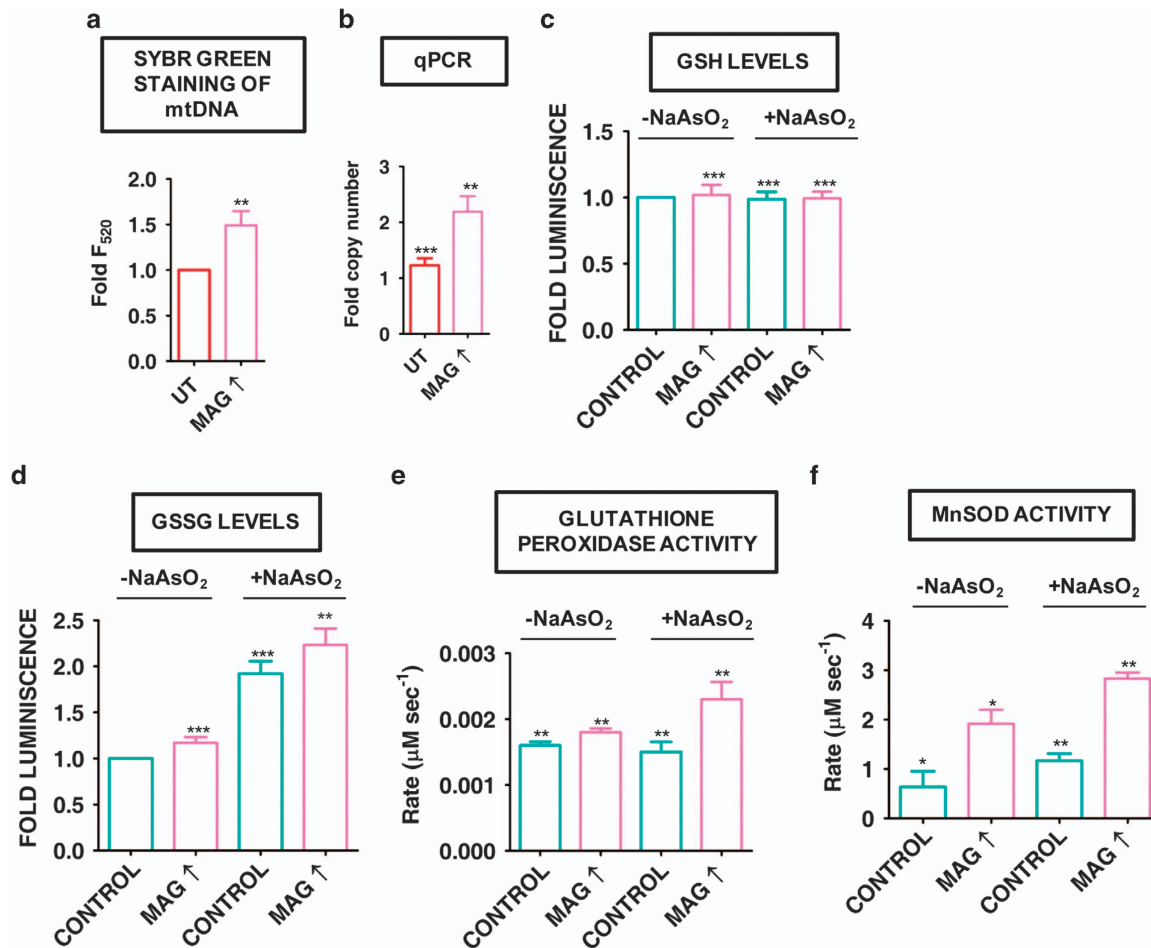 a
SYBR GREEN
STAINING OF
mtDNA
Fold F520
2.0
1.5
1.0
0.5
0.0
**
UT
MAG ↑
b
qPCR
Fold copy number
3
2
1
0
***
**
UT
MAG ↑
c
GSH LEVELS
-NaAsO2
+NaAsO2
FOLD LUMINISCENCE
1.5
1.0
0.5
0.0
***
***
***
CONTROL
MAG ↑
CONTROL
MAG ↑
d
GSSG LEVELS
-NaAsO2
+NaAsO2
FOLD LUMINISCENCE
2.5
2.0
1.5
1.0
0.5
0.0
***
***
**
CONTROL
MAG ↑
CONTROL
MAG ↑
e
GLUTATHIONE
PEROXIDASE ACTIVITY
-NaAsO2
+NaAsO2
Rate (µM sec-1)
0.003
0.002
0.001
0.000
**
**
**
**
CONTROL
MAG ↑
CONTROL
MAG ↑
f
MnSOD ACTIVITY
-NaAsO2
+NaAsO2
Rate (µM sec-1)
4
3
2
1
0
*
*
**
**
CONTROL
MAG ↑
CONTROL
MAG ↑